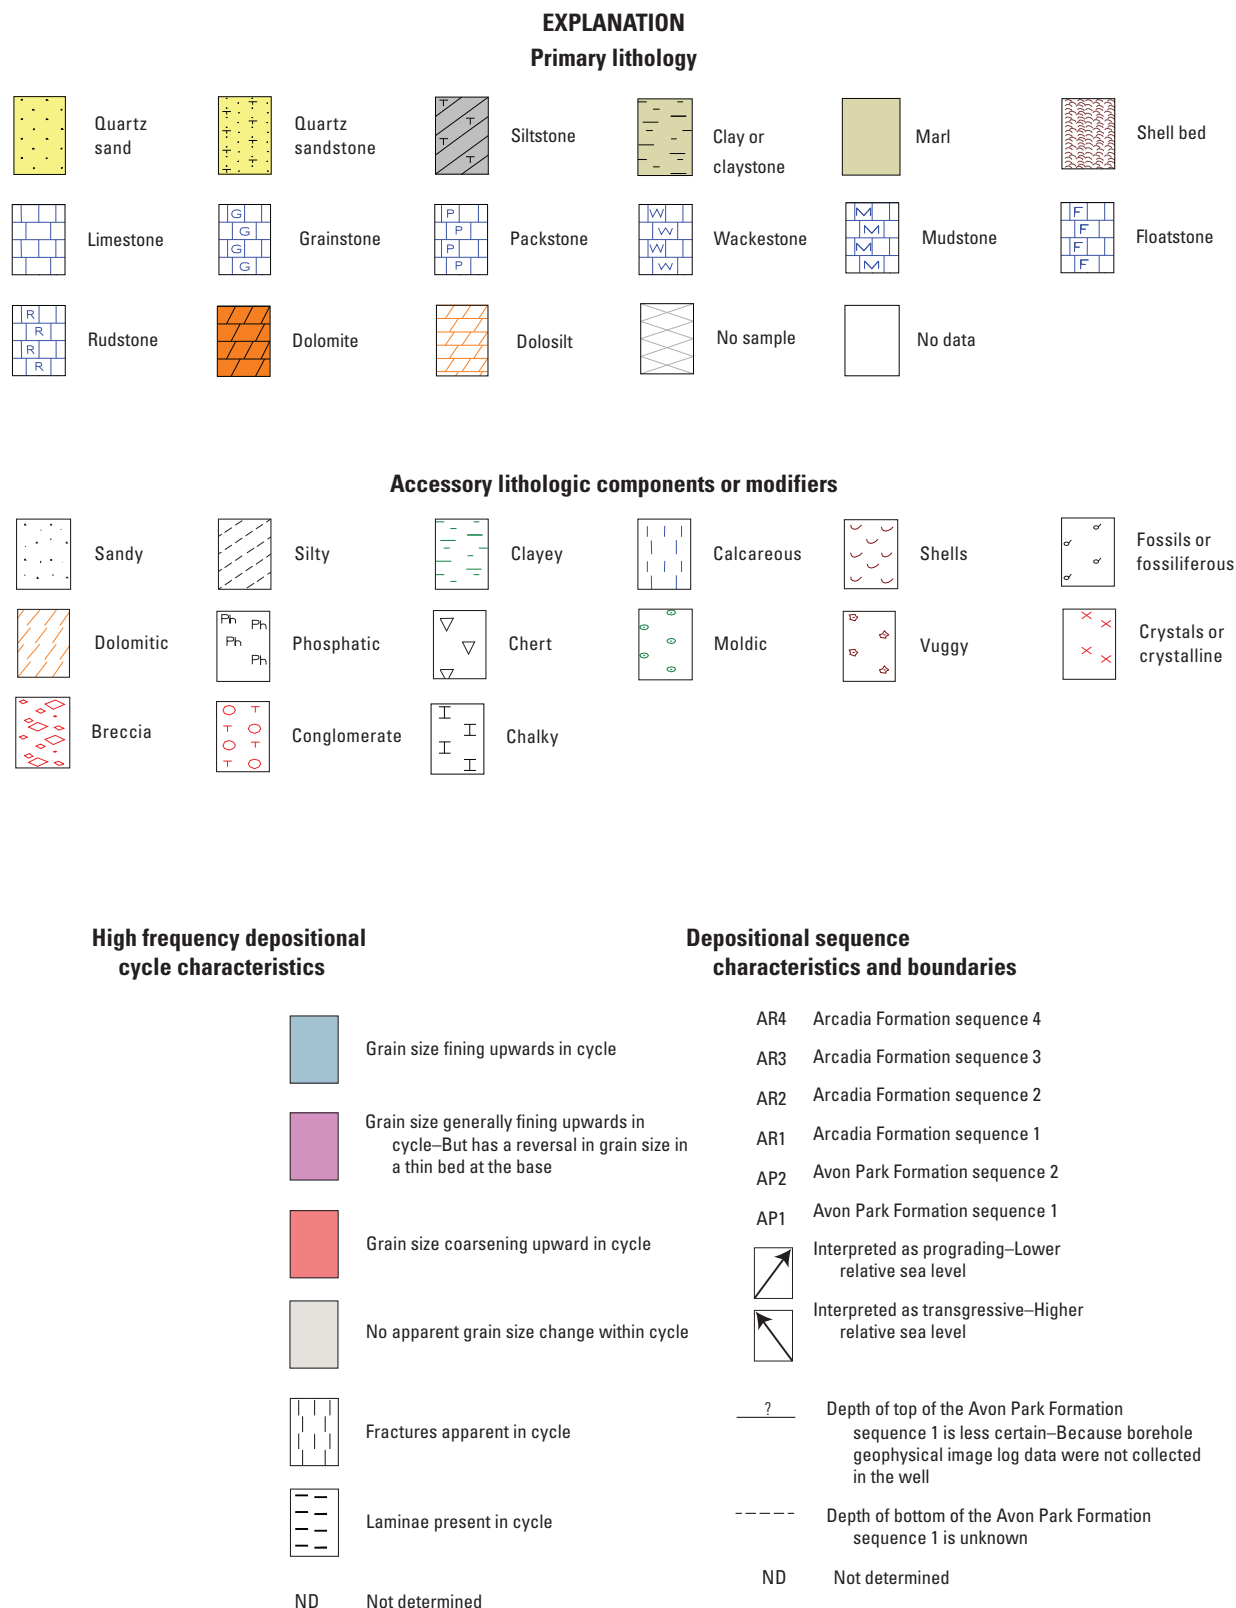 EXPLANATION
Primary lithology
Quartz
sand
Quartz
sandstone
Siltstone
Clay or
claystone
Marl
Shell bed
Limestone
Grainstone
Packstone
Wackestone
Mudstone
Floatstone
Rudstone
Dolomite
Dolosilt
No sample
No data
Accessory lithologic components or modifiers
Sandy
Silty
Clayey
Calcareous
Shells
Fossils or
fossiliferous
Dolomitic
Phosphatic
Chert
Moldic
Vuggy
Crystals or
crystalline
Breccia
Conglomerate
Chalky
High frequency depositional
cycle characteristics
Grain size fining upwards in cycle
Grain size generally fining upwards in
cycle–But has a reversal in grain size in
a thin bed at the base
Grain size coarsening upward in cycle
No apparent grain size change within cycle
Fractures apparent in cycle
Laminae present in cycle
ND Not determined
Depositional sequence
characteristics and boundaries
AR4 Arcadia Formation sequence 4
AR3 Arcadia Formation sequence 3
AR2 Arcadia Formation sequence 2
AR1 Arcadia Formation sequence 1
AP2 Avon Park Formation sequence 2
AP1 Avon Park Formation sequence 1
Interpreted as prograding–Lower
relative sea level
Interpreted as transgressive–Higher
relative sea level
? Depth of top of the Avon Park Formation
sequence 1 is less certain–Because borehole
geophysical image log data were not collected
in the well
Depth of bottom of the Avon Park Formation
sequence 1 is unknown
ND Not determined